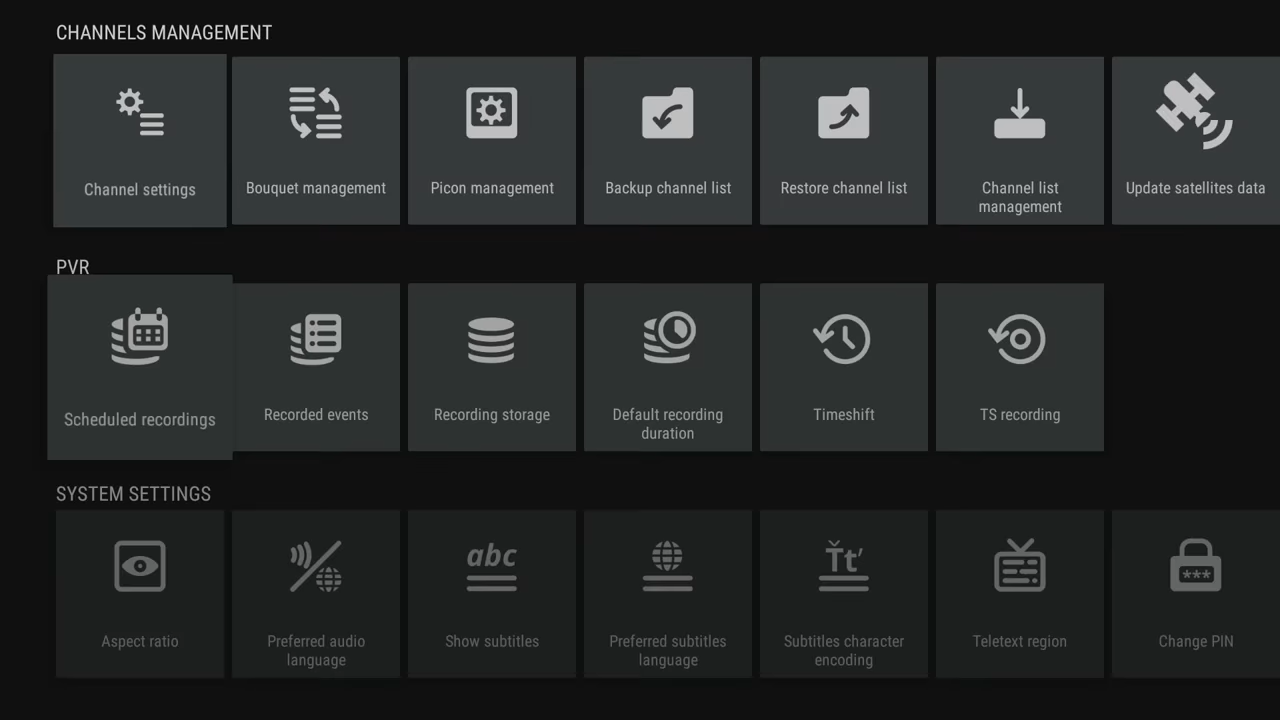 CHANNELS MANAGEMENT
Channel settings
Bouquet management
Picon management
Backup channel list
Restore channel list
Channel list
management
Update satellites data
PVR
Scheduled recordings
Recorded events
Recording storage
Default recording
duration
Timeshift
TS recording
SYSTEM SETTINGS
Aspect ratio
Preferred audio
language
abc
Show subtitles
Preferred subtitles
language
Ťt'
Subtitles character
encoding
Teletext region
***
Change PIN